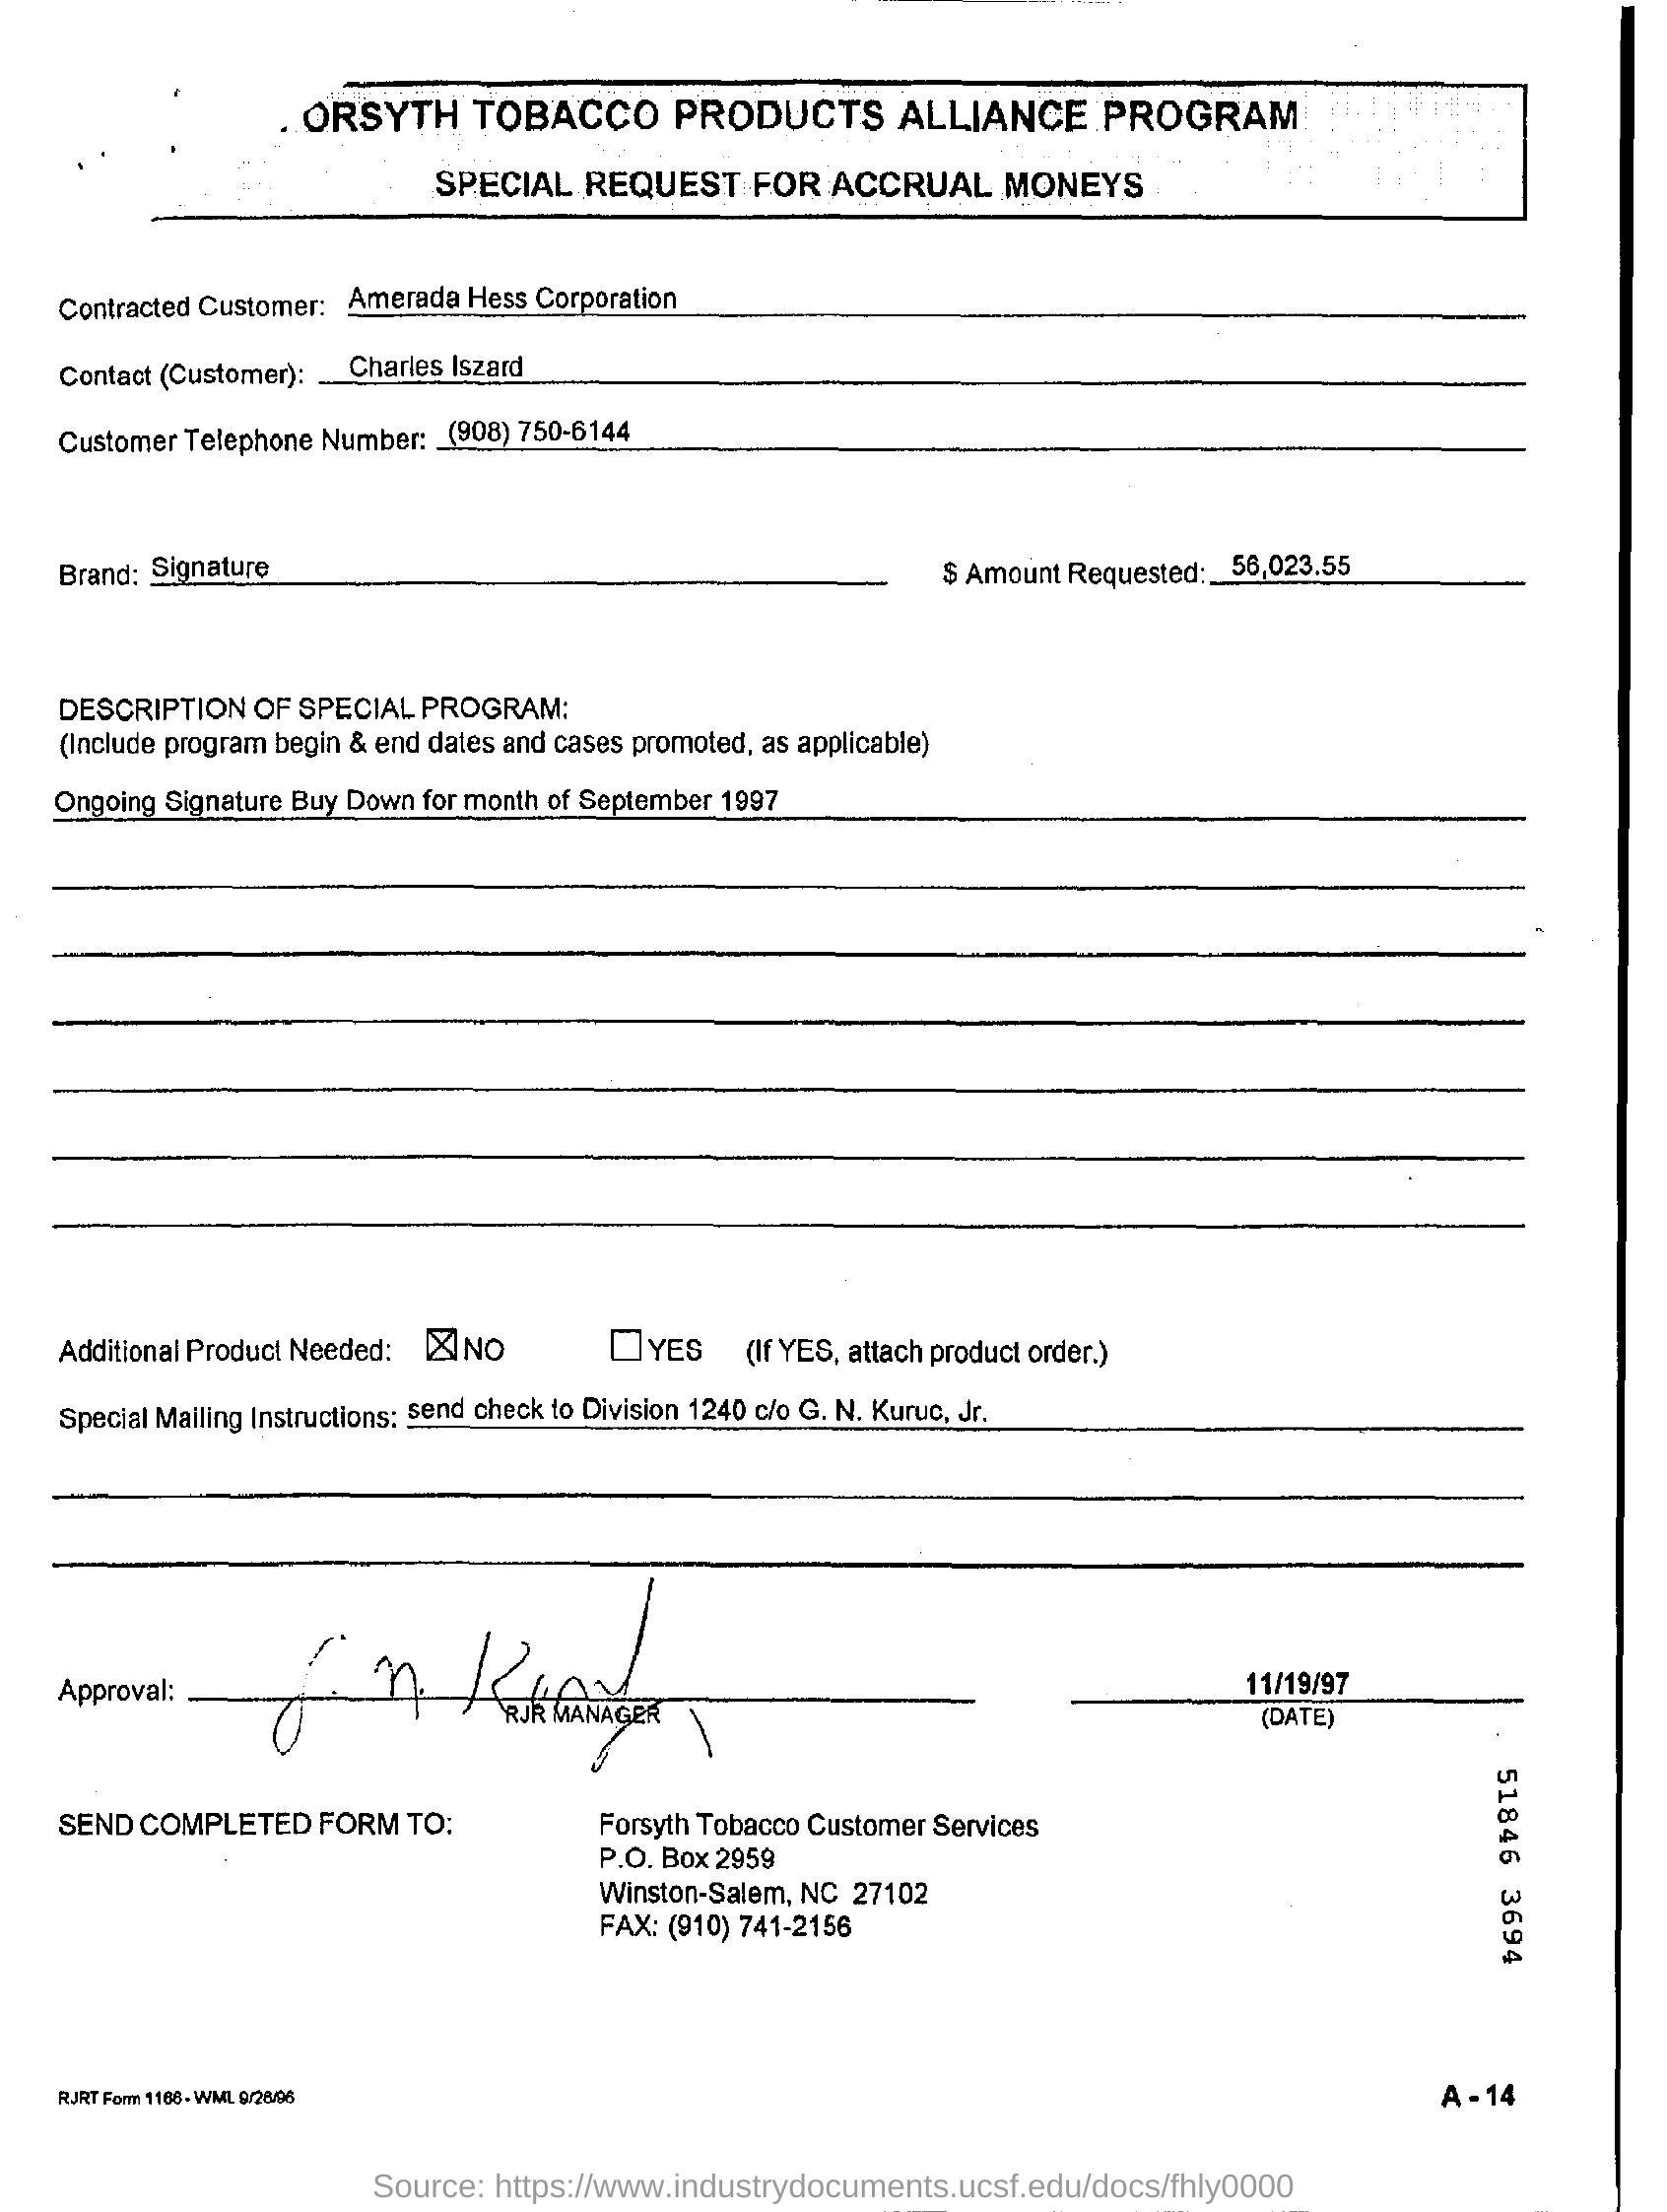 . ORSYTH TOBACCO PRODUCTS ALLIANCE PROGRAM
SPECIAL REQUEST FOR ACCRUAL MONEYS
Contracted Customer: Amerada Hess Corporation
Contact (Customer): Charles Iszard
Customer Telephone Number: (908) 750-6144
Brand: Signature $ Amount Requested: 56,023.55
DESCRIPTION OF SPECIAL PROGRAM:
(Include program begin & end dates and cases promoted, as applicable)
Ongoing Signature Buy Down for month of September 1997
Additional Product Needed: ☒ NO ☐ YES (If YES, attach product order.)
Special Mailing Instructions: send check to Division 1240 c/o G. N. Kuruc, Jr.
Approval: 11/19/97
RJR MANAGER (DATE)
SEND COMPLETED FORM TO: Forsyth Tobacco Customer Services
P.O. Box 2959
Winston-Salem, NC 27102
FAX: (910) 741-2156
51846 3694
RJRT Form 1166 - WML 9/26/96
A - 14
Source: https://www.industrydocuments.ucsf.edu/docs/fhly0000